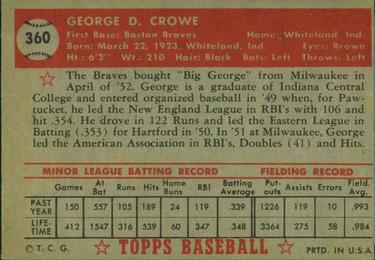 360
GEORGE D. CROWE
First Base: Boston Braves Home: Whiteland. Ind.
Born: March 22, 1923, Whiteland, Ind. Eyes: Brown
Ht.: 6'2" Wt.: 210 Hair: Black Bats: Left Throws: Left
The Braves bought "Big George" from Milwaukee in
April of '52. George is a graduate of Indiana Central
College and entered organized baseball in '49 when, for Paw-
tucket, he led the New England League in RBI's with 106 and
hit .354. He drove in 122 Runs and led the Eastern League in
Batting (.353) for Hartford in '50. In '51 at Milwaukee, George
led the American Association in RBI's, Doubles (41) and Hits.
MINOR LEAGUE BATTING RECORD FIELDING RECORD
Games At Bat Runs Hits Home Runs RBI Batting Average Put-outs Assists Errors Field. Avg.
PAST YEAR 150 557 105 189 24 119 .339 1226 119 10 .993
LIFE-TIME 412 1547 316 539 60 347 .348 3364 275 58 .984
© T. C. G. TOPPS BASEBALL PRTD. IN U.S.A.